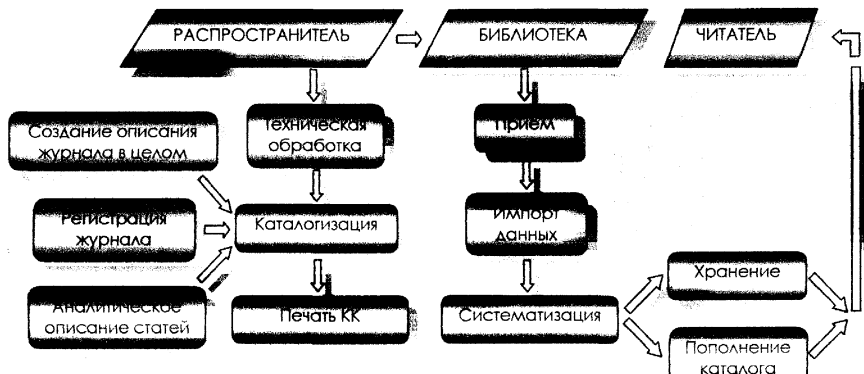 РАСПРОСТРАНИТЕЛЬ
БИБЛИОТЕКА
ЧИТАТЕЛЬ
Создание описания
журнала в целом
Техническая
обработка
Прием
Регистрация
журнала
Каталогизация
Импорт
данных
Аналитическое
описание статей
Печать КК
Систематизация
Хранение
Пополнение
каталога